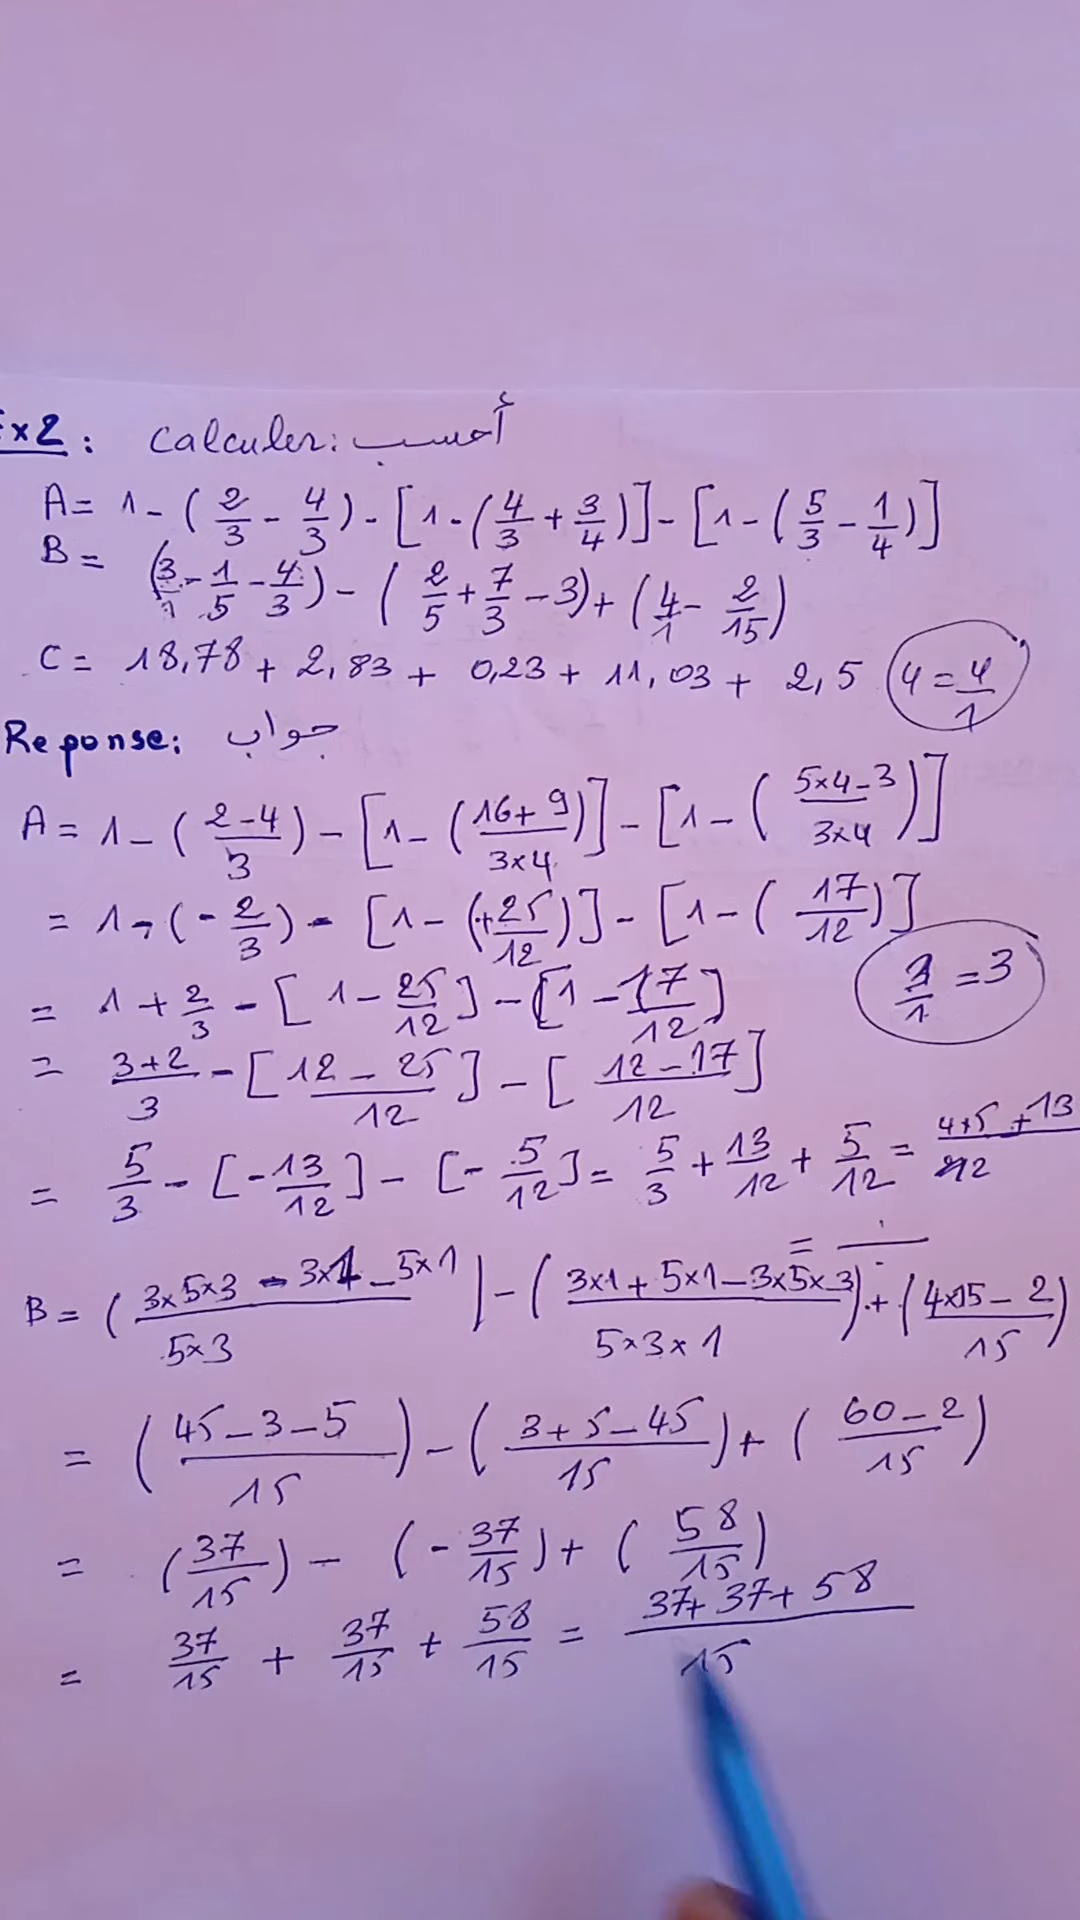 Ex2: Calculer: أحسب
A = 1 - (2/3 - 4/3) - [1 - (4/3 + 3/4)] - [1 - (5/3 - 1/4)]
B = (3/1 - 1/5 - 4/3) - (2/5 + 7/3 - 3) + (4/1 - 2/15)
C = 18,78 + 2,83 + 0,23 + 11,03 + 2,5 4 = 4/1
Reponse: جواب
A = 1 - (2-4/3) - [1 - (16+9/3×4)] - [1 - (5×4-3/3×4)]
= 1 - (-2/3) - [1 - (+25/12)] - [1 - (17/12)]
= 1 + 2/3 - [1 - 25/12] - [1 - 17/12] 3/1 = 3
= 3+2/3 - [12-25/12] - [12-17/12]
= 5/3 - [-13/12] - [-5/12] = 5/3 + 13/12 + 5/12 = 4×5+13/12
=
B = (3×5×3 - 3×1 - 5×1/5×3) - (3×1+5×1-3×5×3/5×3×1) + (4×15-2/15)
= (45-3-5/15) - (3+5-45/15) + (60-2/15)
= (37/15) - (-37/15) + (58/15)
= 37/15 + 37/15 + 58/15 = 37+37+58/15